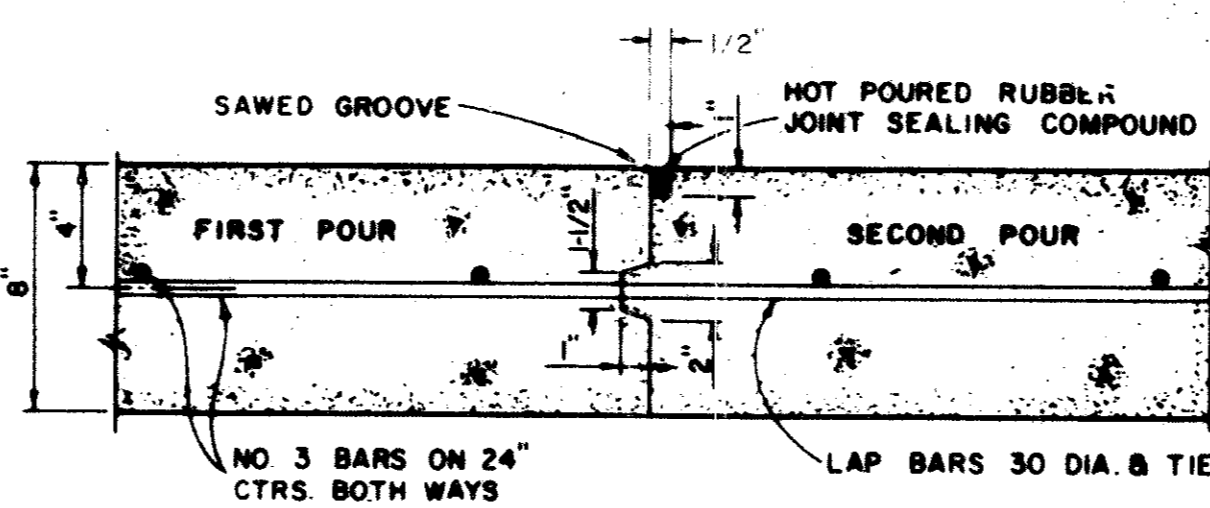 1/2"
SAWED GROOVE
HOT POURED RUBBER
JOINT SEALING COMPOUND
1"
4"
8"
FIRST POUR
1-1/2"
SECOND POUR
1"
2"
NO. 3 BARS ON 24"
CTRS. BOTH WAYS
LAP BARS 30 DIA. & TIE